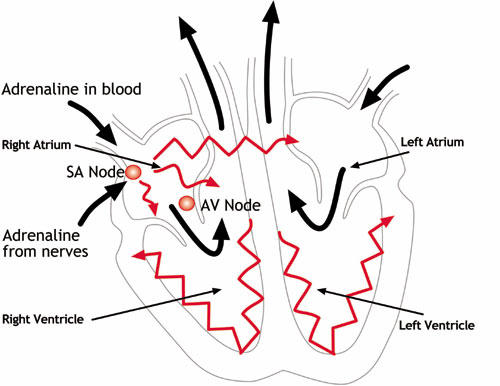 Adrenaline in blood
Right Atrium
Left Atrium
SA Node
AV Node
Adrenaline
from nerves
Right Ventricle
Left Ventricle